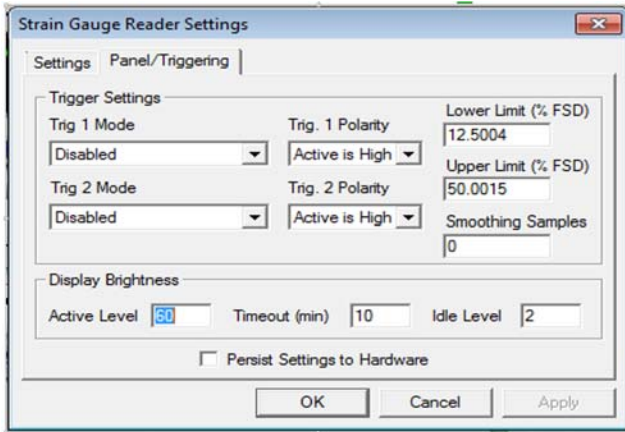 Strain Gauge Reader Settings
Settings Panel/Triggering
Trigger Settings
Trig 1 Mode Trig. 1 Polarity Lower Limit (% FSD)
Disabled Active is High 12.5004
Trig 2 Mode Trig. 2 Polarity Upper Limit (% FSD)
Disabled Active is High 50.0015
Smoothing Samples
0
Display Brightness
Active Level 60 Timeout (min) 10 Idle Level 2
Persist Settings to Hardware
OK Cancel Apply